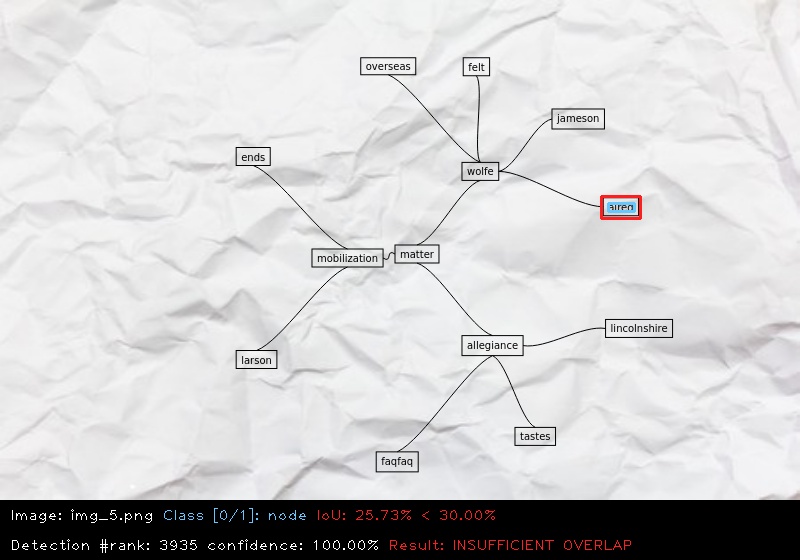 overseas
felt
jameson
ends
wolfe
mobilization
matter
lincolnshire
allegiance
larson
tastes
faqfaq
Image: img_5.png Class [0/1]: node IoU: 25.73% < 30.00%
Detection #rank: 3935 confidence: 100.00% Result: INSUFFICIENT OVERLAP